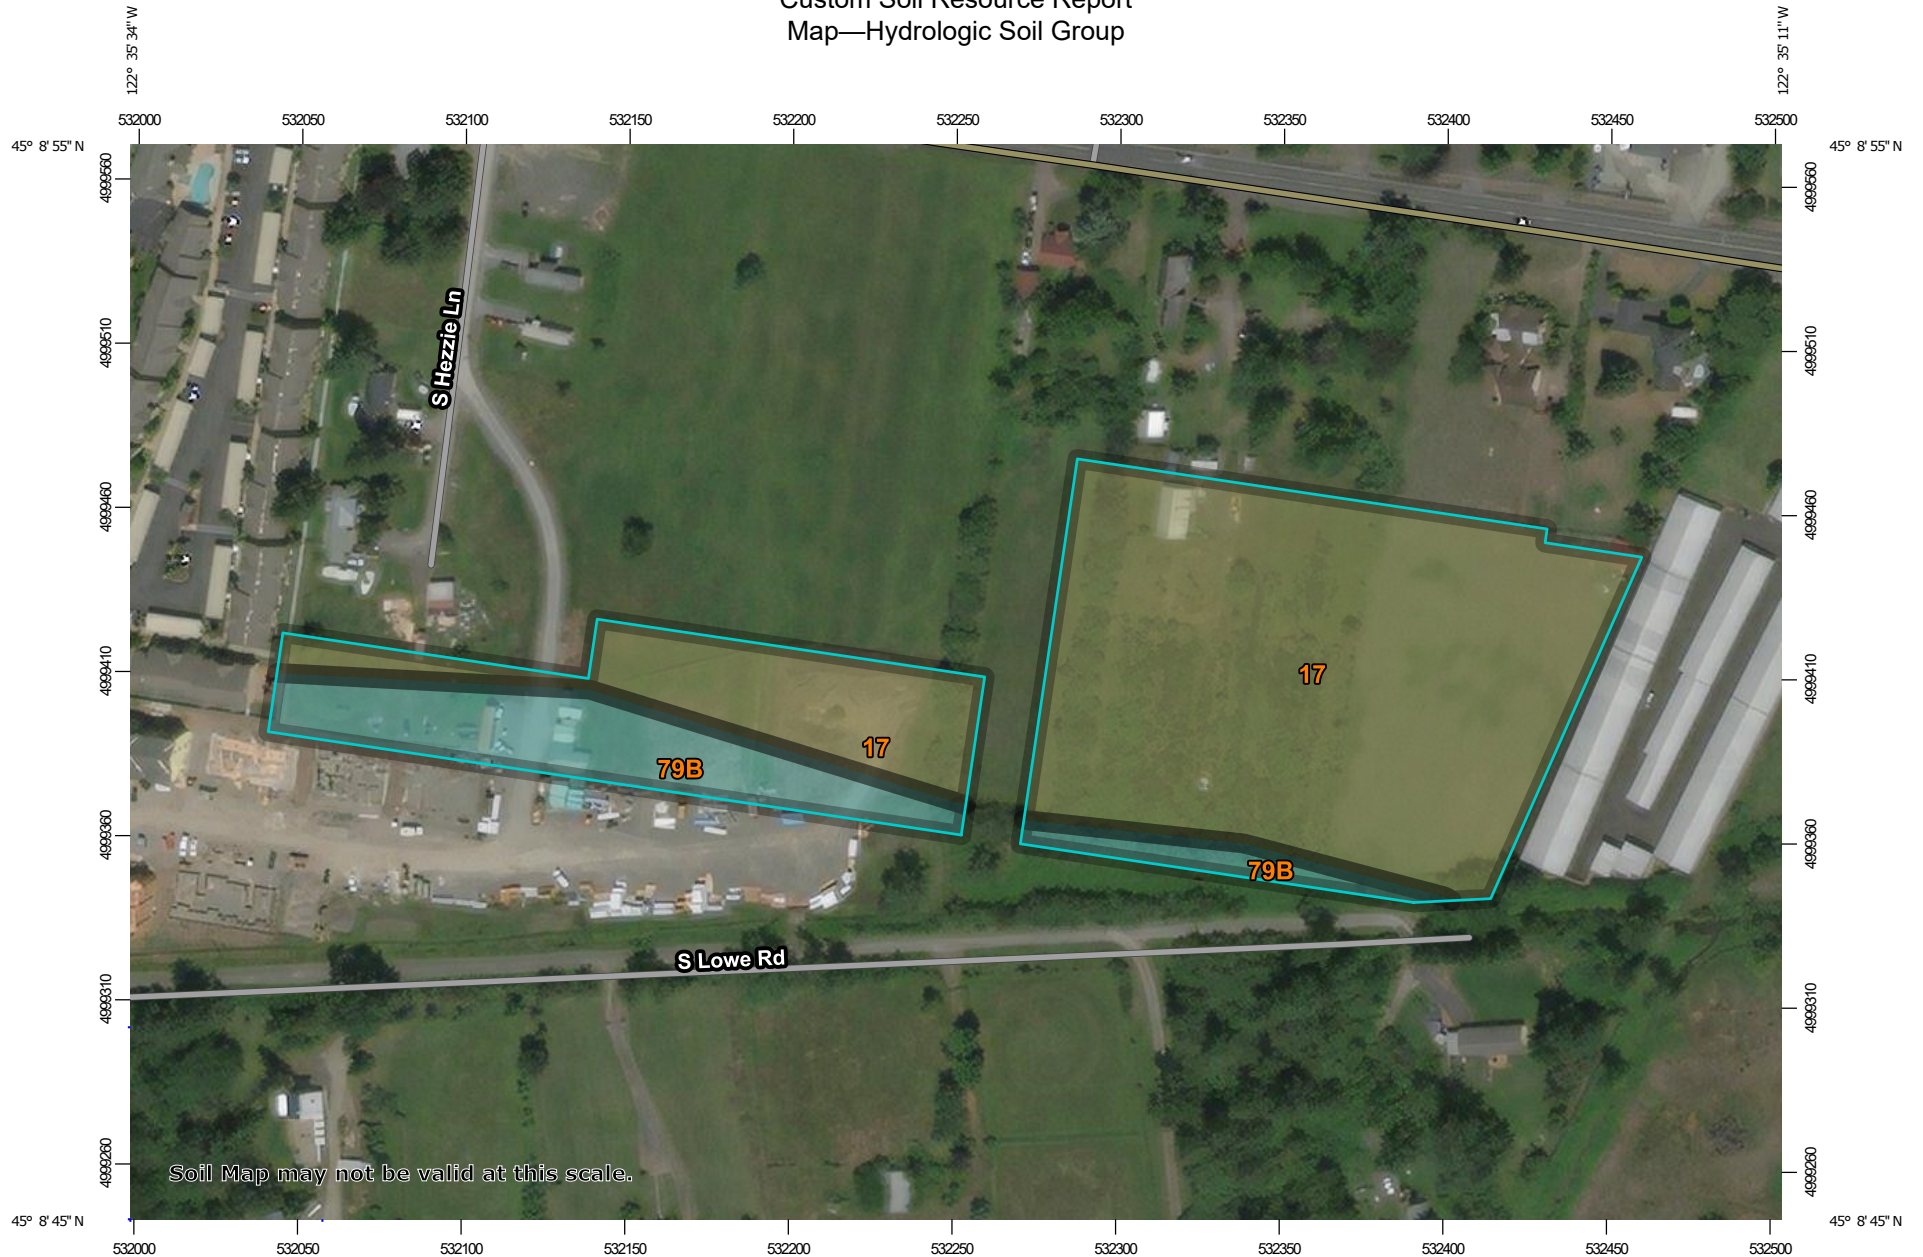 Custom Soil Resource Report
Map—Hydrologic Soil Group
122° 35' 34" W
122° 35' 11" W
532000 532050 532100 532150 532200 532250 532300 532350 532400 532450 532500
45° 8' 55" N
45° 8' 55" N
4999560
4999560
4999510
4999510
S Hezzie Ln
4999460
4999460
4999410
4999410
17
17
79B
4999360
4999360
79B
S Lowe Rd
4999310
4999310
4999260
4999260
Soil Map may not be valid at this scale.
45° 8' 45" N
45° 8' 45" N
532000 532050 532100 532150 532200 532250 532300 532350 532400 532450 532500